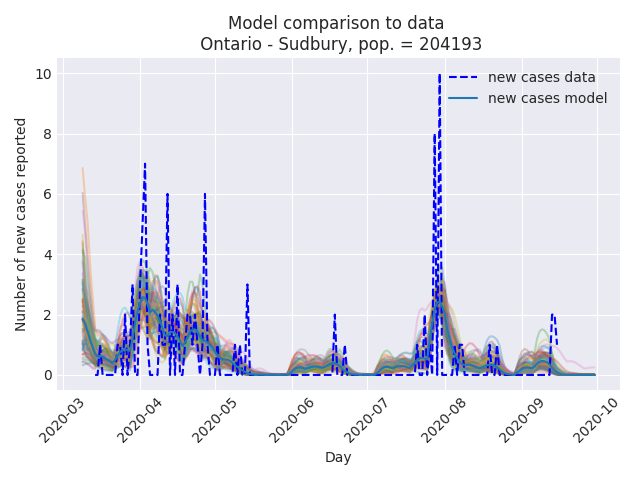 Model comparison to data
Ontario - Sudbury, pop. = 204193
new cases data
new cases model
Number of new cases reported
10
8
6
4
2
0
2020-03
2020-04
2020-05
2020-06
2020-07
2020-08
2020-09
2020-10
Day